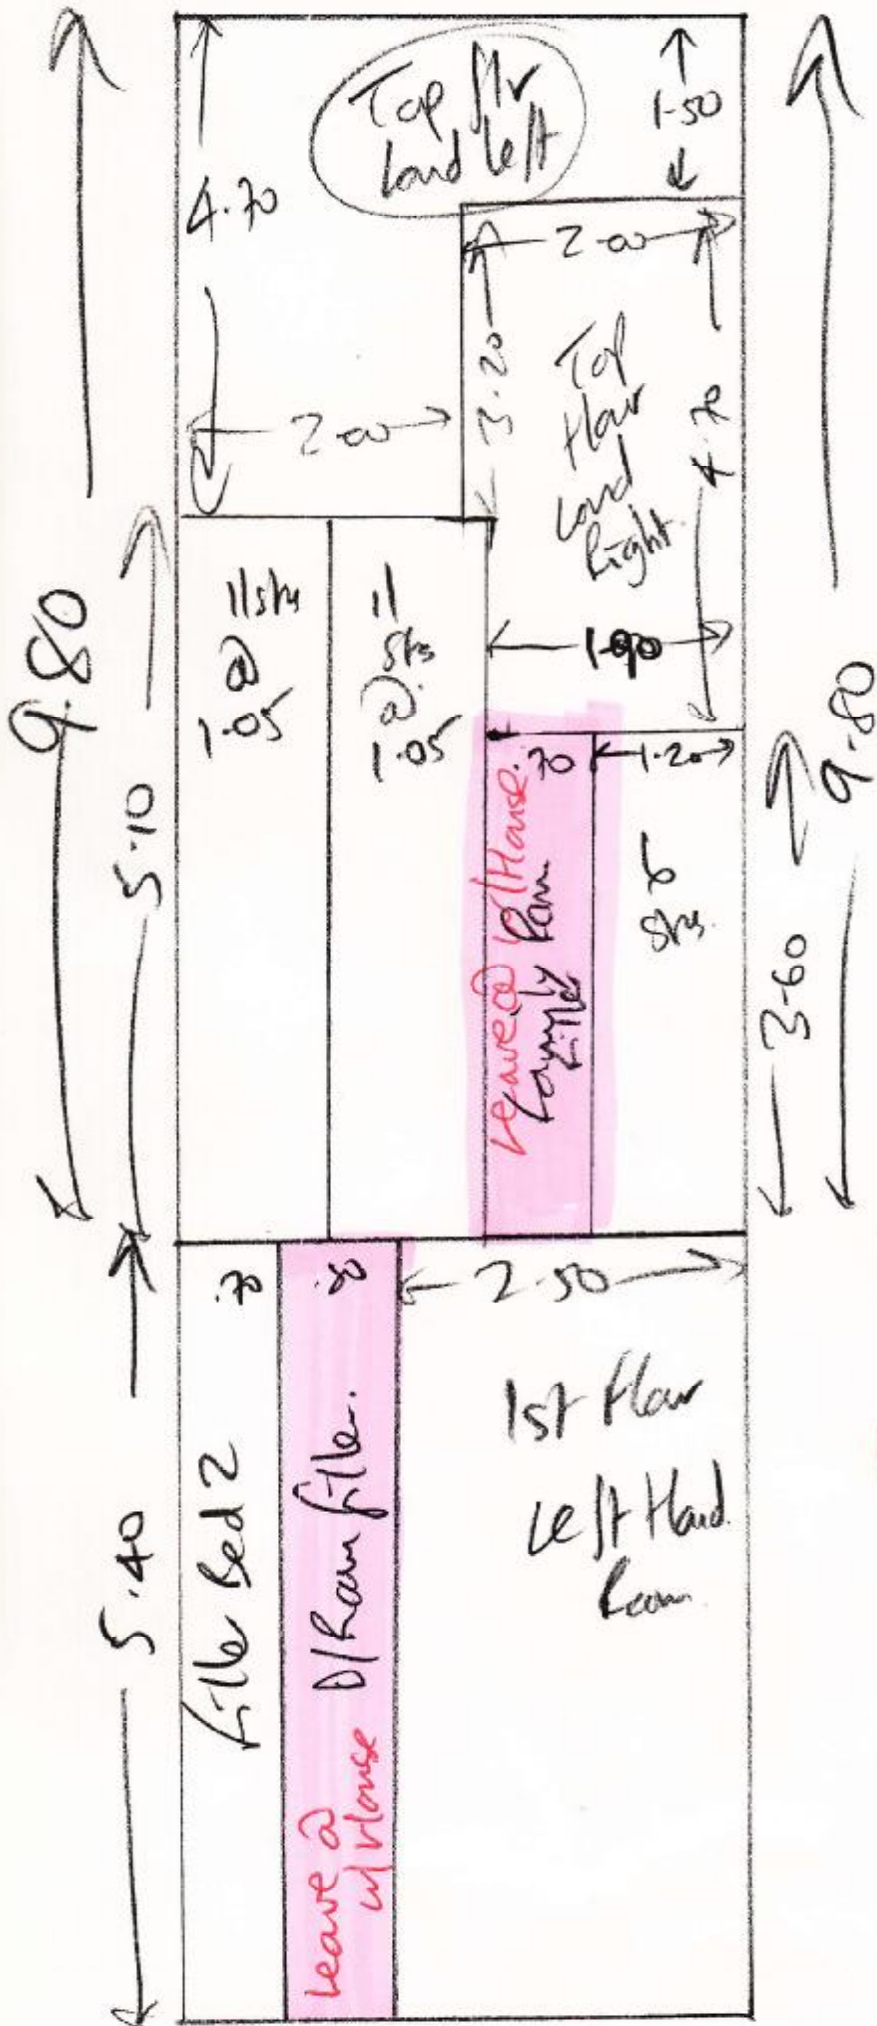 Top flr
Land left
4.70
1.50
2.00
3.20
2.00
Top
Floor
Land
Right.
4.70
1.90
9.80
9.80
5.10
11 sts
@
1.05
11
sts
@
1.05
.70
1.20
Leave @ w/House.
Family Room
Filler
6
sts.
3.60
.70
.80
2.50
5.40
Filler Bed 2
D/Room filler.
Leave @
w/House
1st Floor
Left Hand
Room